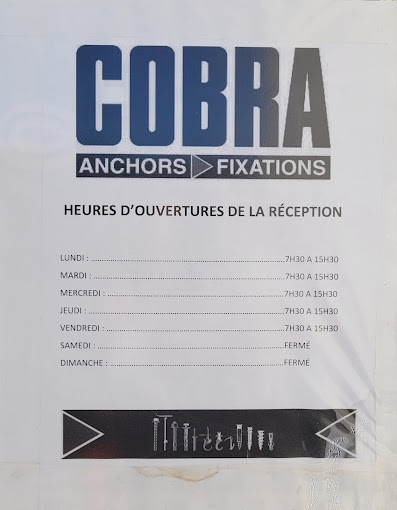 COBRA
ANCHORS FIXATIONS
HEURES D'OUVERTURES DE LA RÉCEPTION
LUNDI : ........................................7H30 A 15H30
MARDI : ........................................7H30 A 15H30
MERCREDI : ........................................7H30 A 15H30
JEUDI : ........................................7H30 A 15H30
VENDREDI : ........................................7H30 A 15H30
SAMEDI : ........................................FERMÉ
DIMANCHE : ........................................FERMÉ